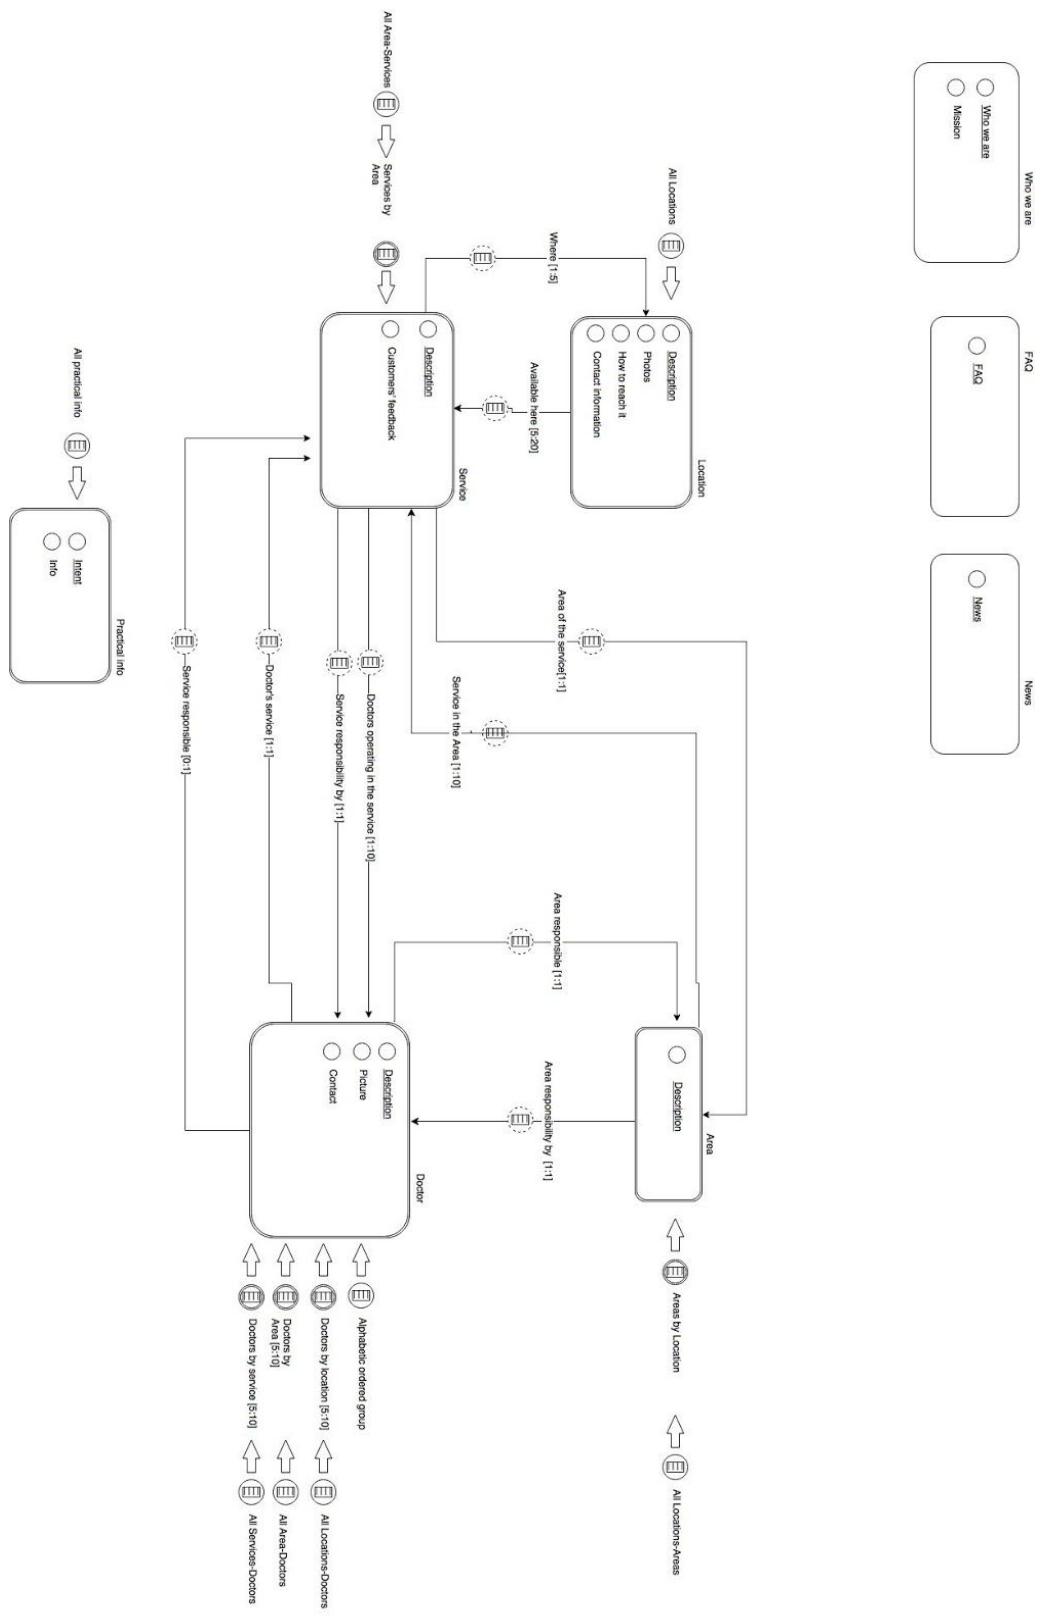 Who we are
Who we are
Mission
FAQ
FAQ
News
News
All Locations
Location
Description
Photos
How to reach it
Contact information
Where [1:5]
Available here [5:20]
All Area-Services
Services by
Area
Service
Description
Customers' feedback
Area of the service[1:1]
Service in the Area [1:10]
Doctors operating in the service [1:10]
Service responsibility by [1:1]
Doctor's service [1:1]
Service responsible [0:1]
Area responsible [1:1]
Area responsibility by [1:1]
Area
Description
Areas by Location
All Locations-Areas
Doctor
Description
Picture
Contact
Alphabetic ordered group
Doctors by location [5:10]
All Locations-Doctors
Doctors by
Area [5:10]
All Area-Doctors
Doctors by service [5:10]
All Services-Doctors
All practical info
Practical info
Intent
Info